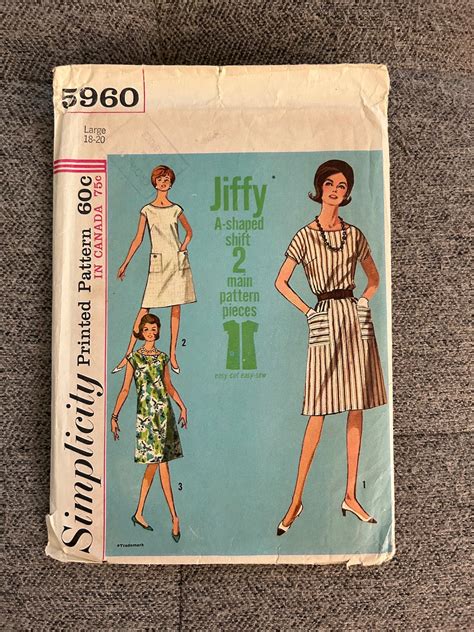 5960
Large
18-20
Simplicity Printed Pattern 60c
IN CANADA 75c
Jiffy
A-shaped
shift
2
main
pattern
pieces
easy-cut easy-sew
2
3
1
*Trademark